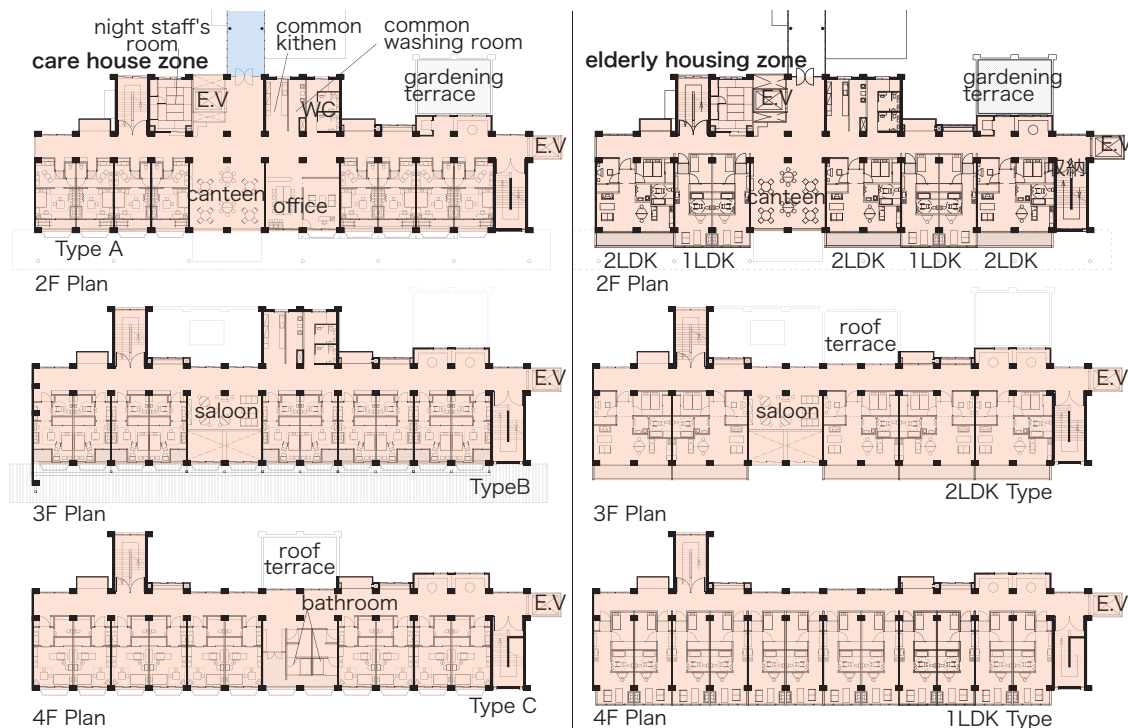 night staff's
room
common
kithen
common
washing room
care house zone
gardening
terrace
E.V
WC
E.V
canteen
office
Type A
2F Plan
saloon
E.V
TypeB
3F Plan
roof
terrace
bathroom
E.V
Type C
4F Plan
elderly housing zone
gardening
terrace
E.V
E.V
収納
canteen
2LDK
1LDK
2LDK
1LDK
2LDK
2F Plan
roof
terrace
saloon
E.V
2LDK Type
3F Plan
E.V
1LDK Type
4F Plan